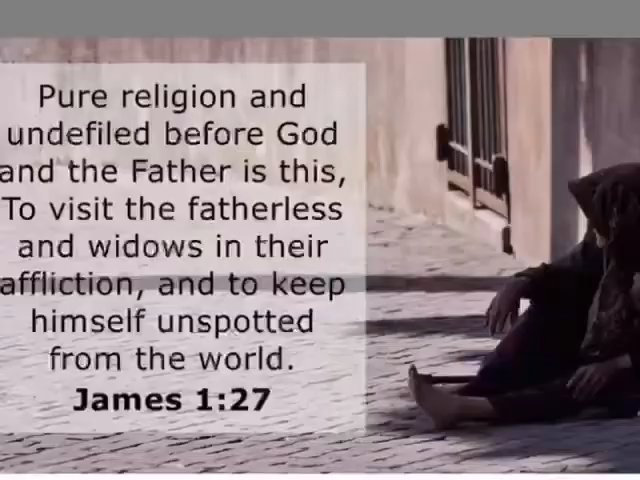 Pure religion and
undefiled before God
and the Father is this,
To visit the fatherless
and widows in their
affliction, and to keep
himself unspotted
from the world.
James 1:27